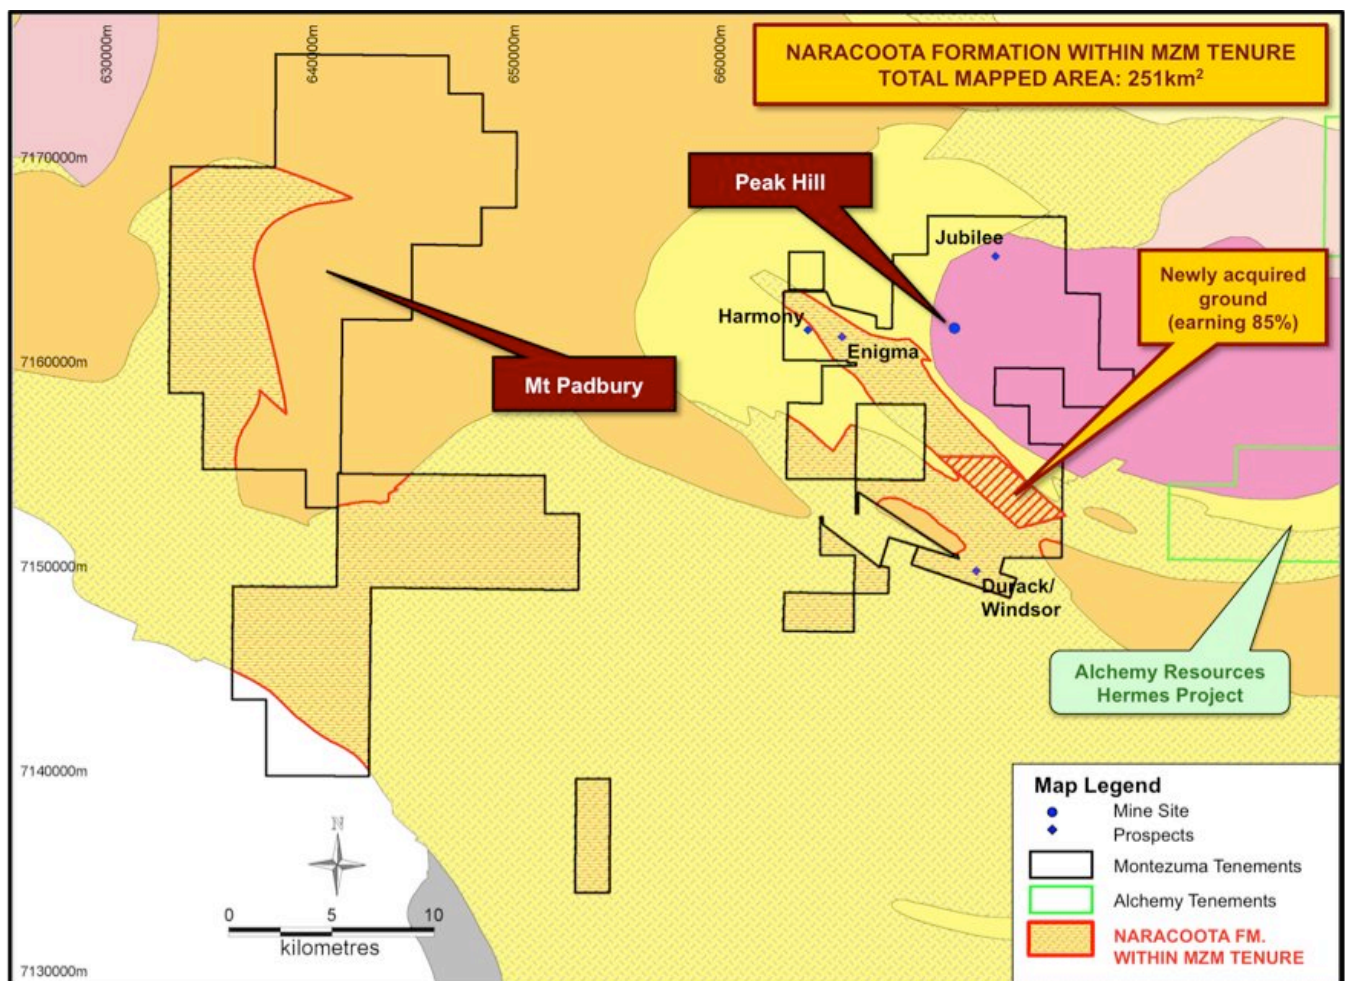 630000m
640000m
650000m
660000m
NARACOOTA FORMATION WITHIN MZM TENURE
TOTAL MAPPED AREA: 251km²
7170000m
Peak Hill
Jubilee
Newly acquired
ground
(earning 85%)
Harmony
Enigma
7160000m
Mt Padbury
7150000m
Durack/
Windsor
Alchemy Resources
Hermes Project
7140000m
Map Legend
Mine Site
Prospects
Montezuma Tenements
Alchemy Tenements
NARACOOTA FM.
WITHIN MZM TENURE
N
0 5 10
kilometres
7130000m